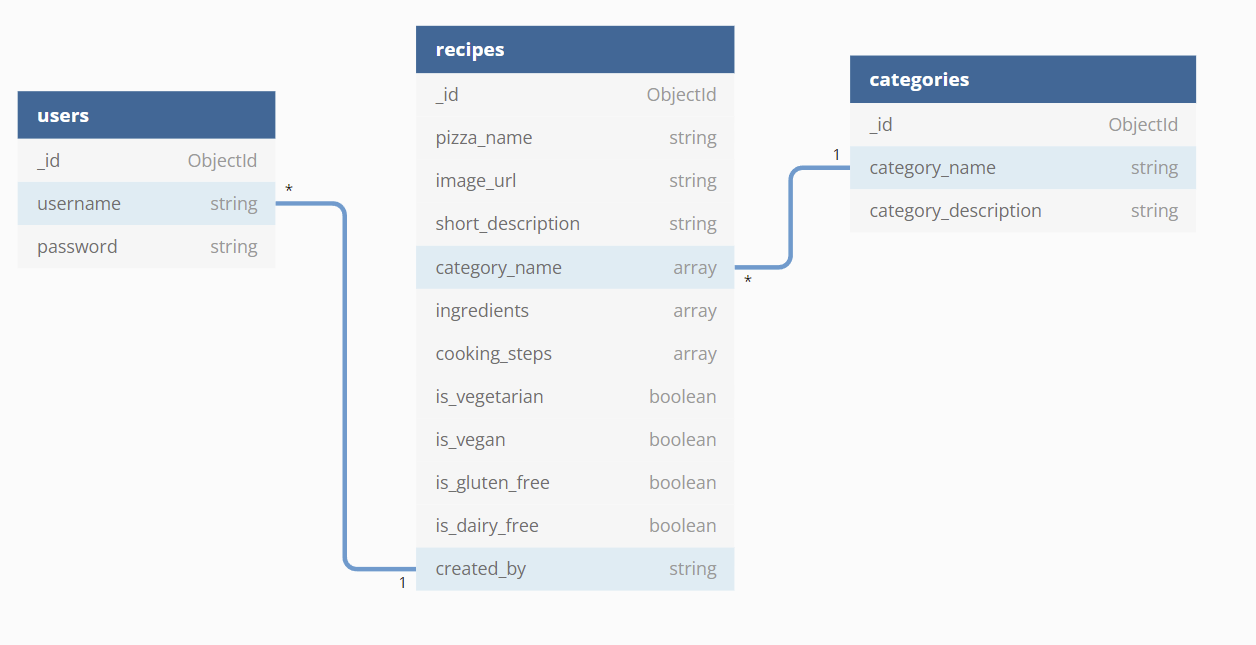 users
_id ObjectId
username string
password string
*
recipes
_id ObjectId
pizza_name string
image_url string
short_description string
category_name array
ingredients array
cooking_steps array
is_vegetarian boolean
is_vegan boolean
is_gluten_free boolean
is_dairy_free boolean
created_by string
1
*
categories
_id ObjectId
category_name string
category_description string
1